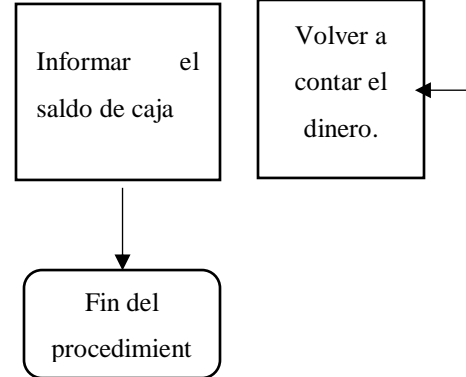 Informar el
saldo de caja
Volver a
contar el
dinero.
Fin del
procedimient